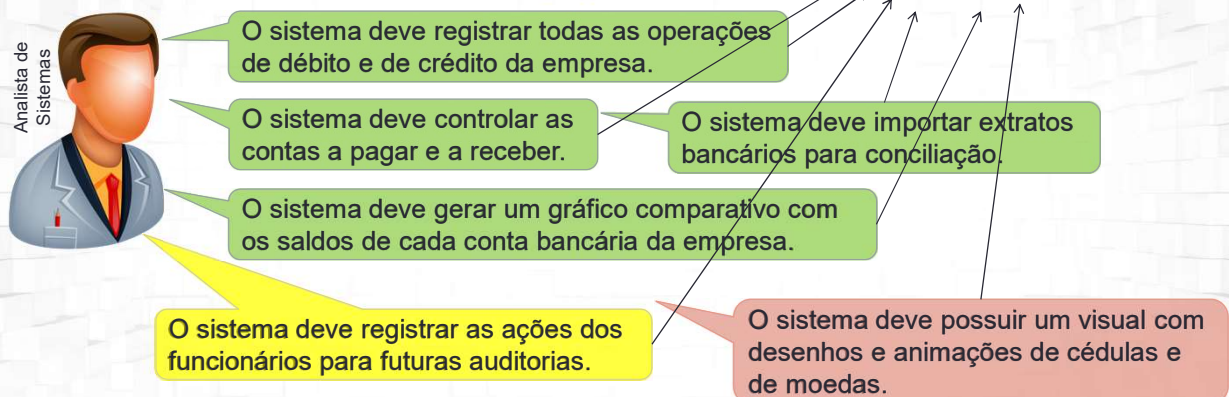 Analista de
Sistemas
O sistema deve registrar todas as operações
de débito e de crédito da empresa.
O sistema deve controlar as
contas a pagar e a receber.
O sistema deve importar extratos
bancários para conciliação.
O sistema deve gerar um gráfico comparativo com
os saldos de cada conta bancária da empresa.
O sistema deve registrar as ações dos
funcionários para futuras auditorias.
O sistema deve possuir um visual com
desenhos e animações de cédulas e
de moedas.